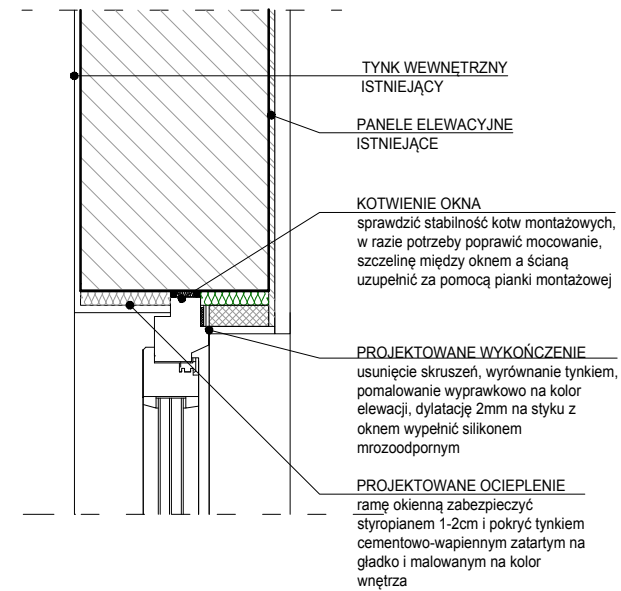 TYNK WEWNĘTRZNY
ISTNIEJĄCY
PANELE ELEWACYJNE
ISTNIEJĄCE
KOTWIENIE OKNA
sprawdzić stabilność kotw montażowych,
w razie potrzeby poprawić mocowanie,
szczelinę między oknem a ścianą
uzupełnić za pomocą pianki montażowej
PROJEKTOWANE WYKOŃCZENIE
usunięcie skruszeń, wyrównanie tynkiem,
pomalowanie wyprawkowo na kolor
elewacji, dylatację 2mm na styku z
oknem wypełnić silikonem
mrozoodpornym
PROJEKTOWANE OCIEPLENIE
ramę okienną zabezpieczyć
styropianem 1-2cm i pokryć tynkiem
cementowo-wapiennym zatartym na
gładko i malowanym na kolor
wnętrza